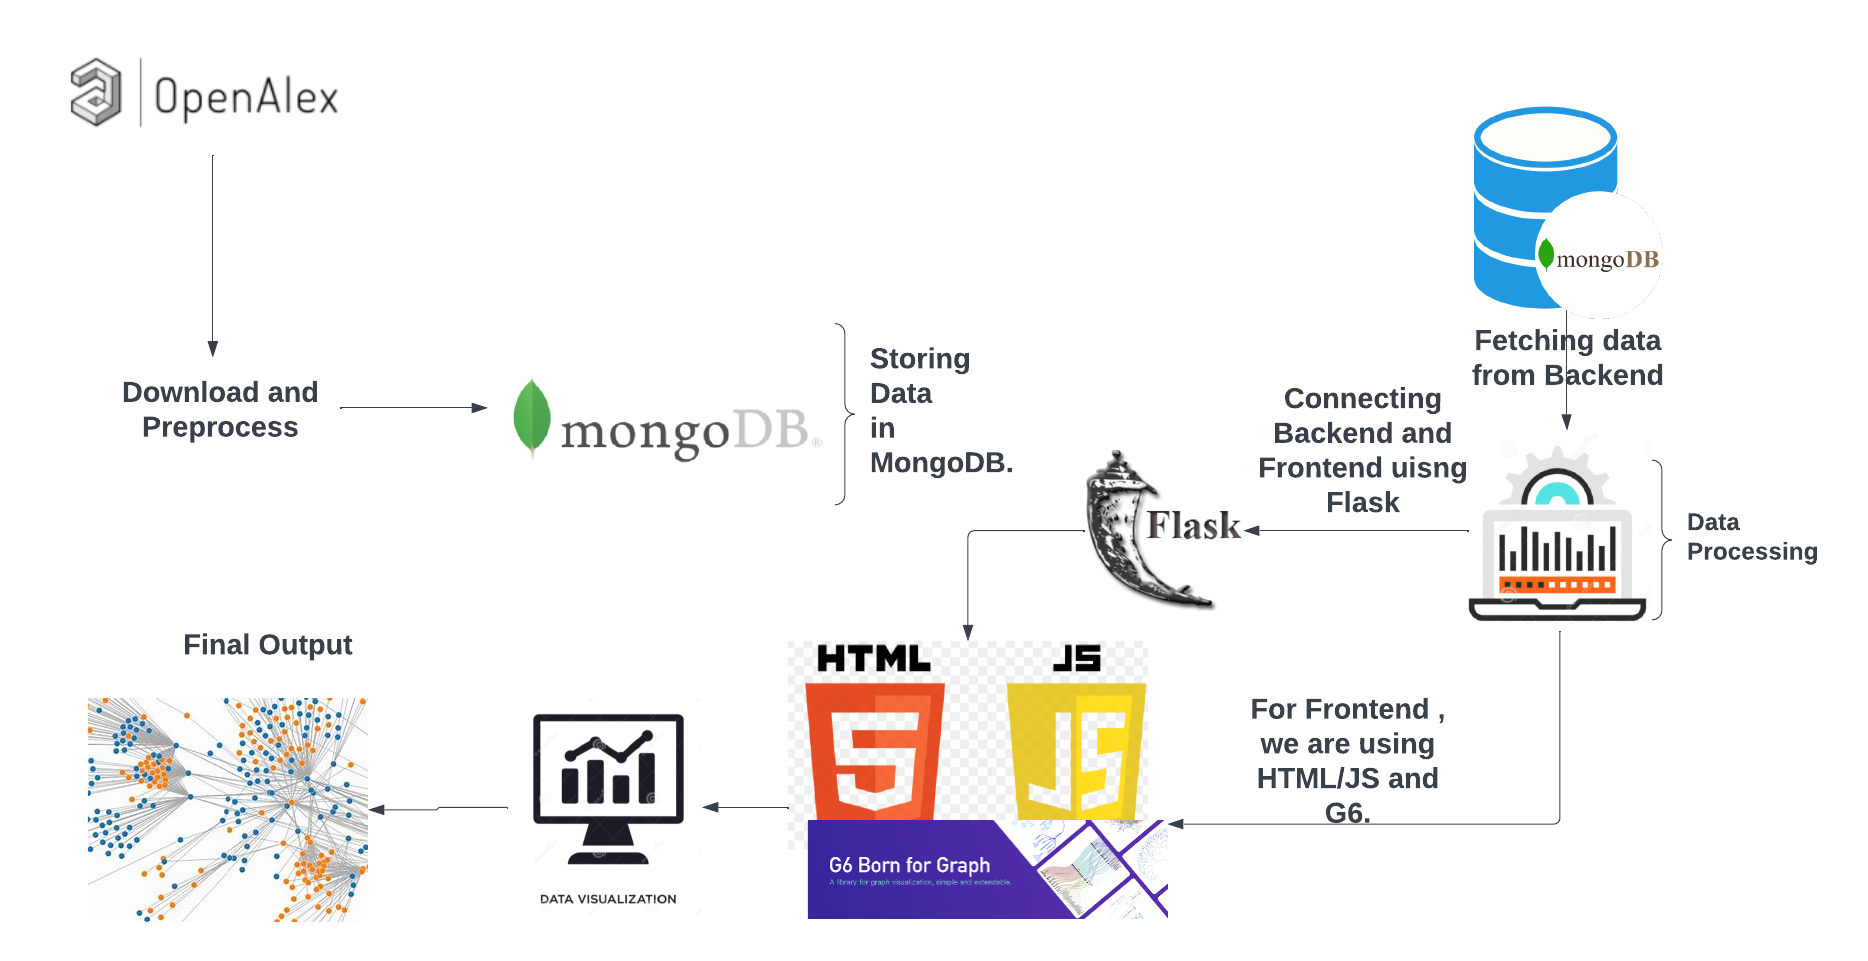 OpenAlex
mongoDB
Fetching data
from Backend
Download and
Preprocess
mongoDB®
Storing
Data
in
MongoDB.
Connecting
Backend and
Frontend uisng
Flask
Flask
Data
Processing
Final Output
HTML
JS
For Frontend ,
we are using
HTML/JS and
G6.
G6 Born for Graph
A library for graph visualization, simple and extendable.
DATA VISUALIZATION